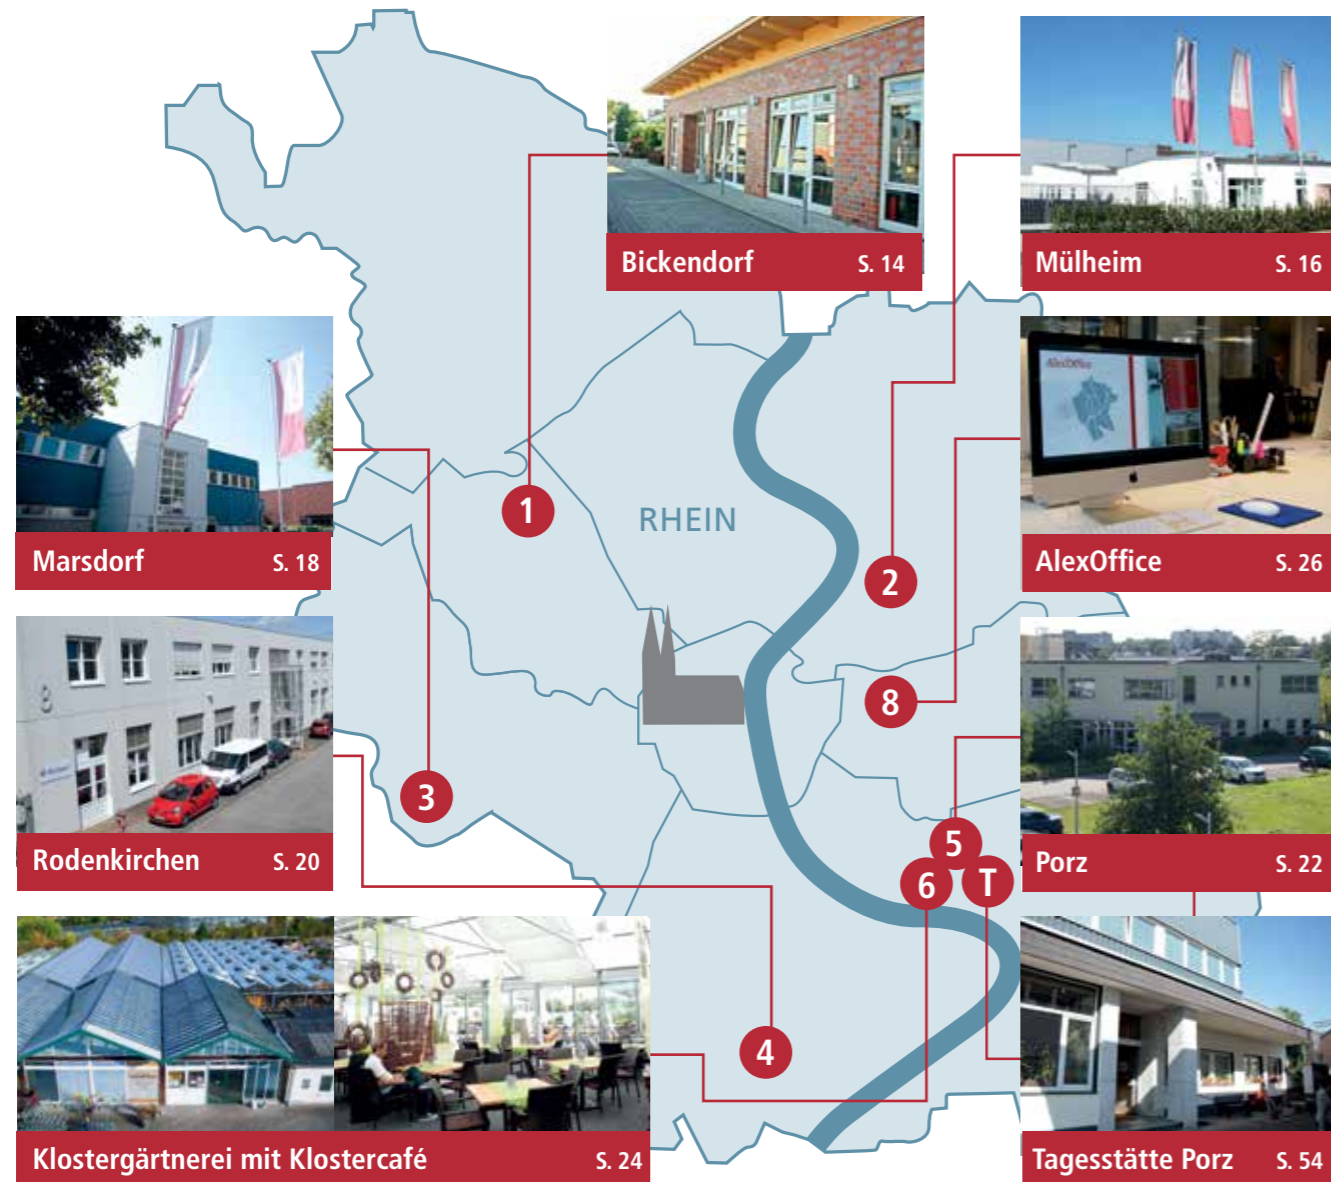 Bickendorf S. 14
Mülheim S. 16
Marsdorf S. 18
AlexOffice
AlexOffice S. 26
RHEIN
1
2
8
3
Rodenkirchen S. 20
5
6
T
Porz S. 22
4
Klostergärtnerei mit Klostercafé S. 24
Tagesstätte Porz S. 54